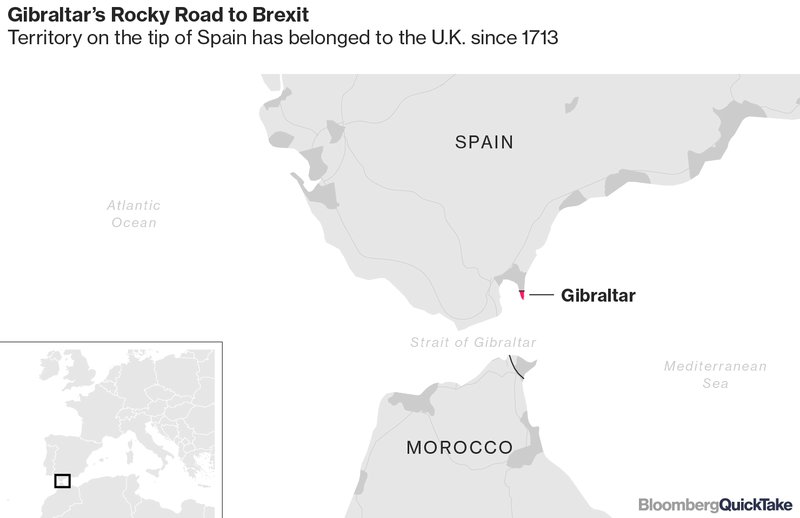 Gibraltar's Rocky Road to Brexit
Territory on the tip of Spain has belonged to the U.K. since 1713
SPAIN
Atlantic
Ocean
Gibraltar
Strait of Gibraltar
Mediterranean
Sea
MOROCCO
BloombergQuickTake